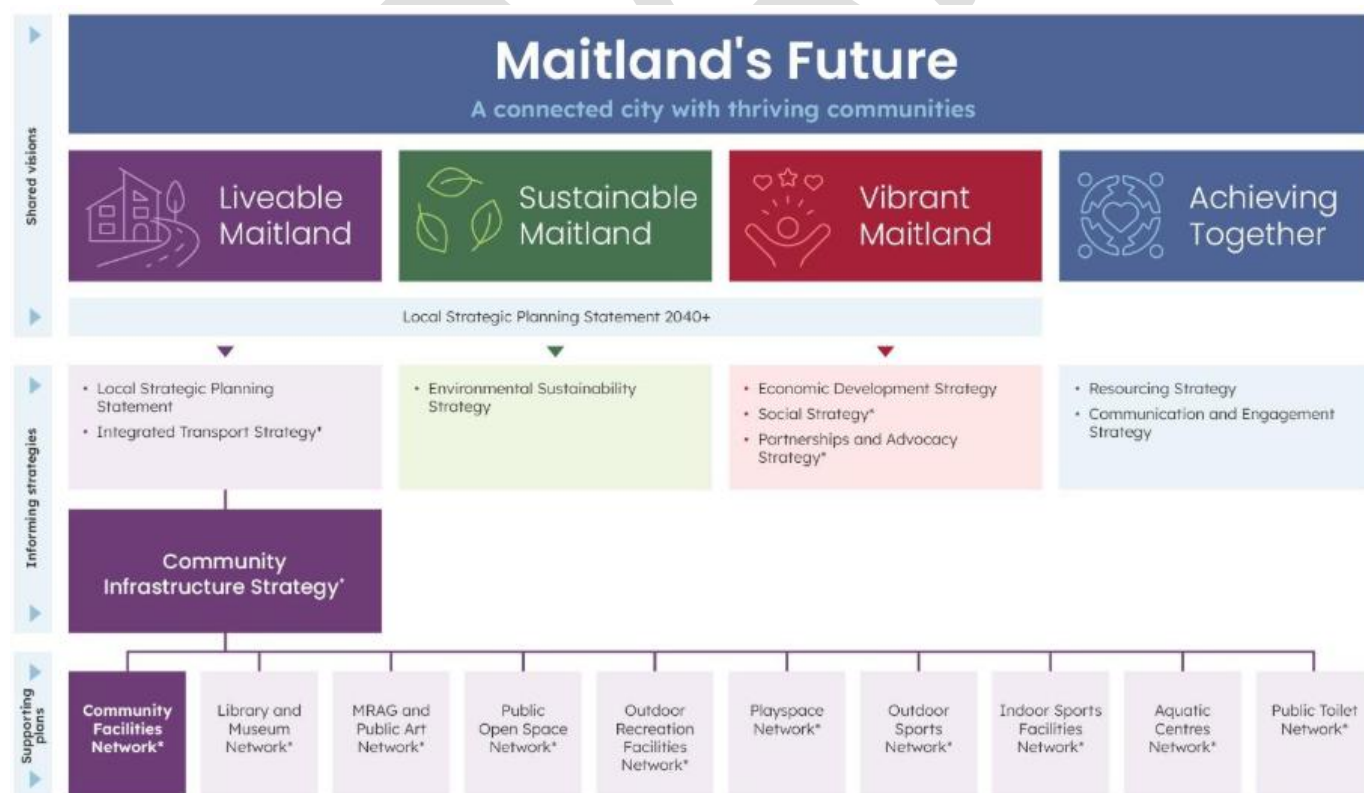 Maitland's Future
A connected city with thriving communities
Shared visions
Liveable
Maitland
Sustainable
Maitland
Vibrant
Maitland
Achieving
Together
Local Strategic Planning Statement 2040+
Informing strategies
• Local Strategic Planning
Statement
• Integrated Transport Strategy*
• Environmental Sustainability
Strategy
• Economic Development Strategy
• Social Strategy*
• Partnerships and Advocacy
Strategy*
• Resourcing Strategy
• Communication and Engagement
Strategy
Community
Infrastructure Strategy*
Supporting
plans
Community
Facilities
Network*
Library and
Museum
Network*
MRAG and
Public Art
Network*
Public
Open Space
Network*
Outdoor
Recreation
Facilities
Network*
Playspace
Network*
Outdoor
Sports
Network*
Indoor Sports
Facilities
Network*
Aquatic
Centres
Network*
Public Toilet
Network*